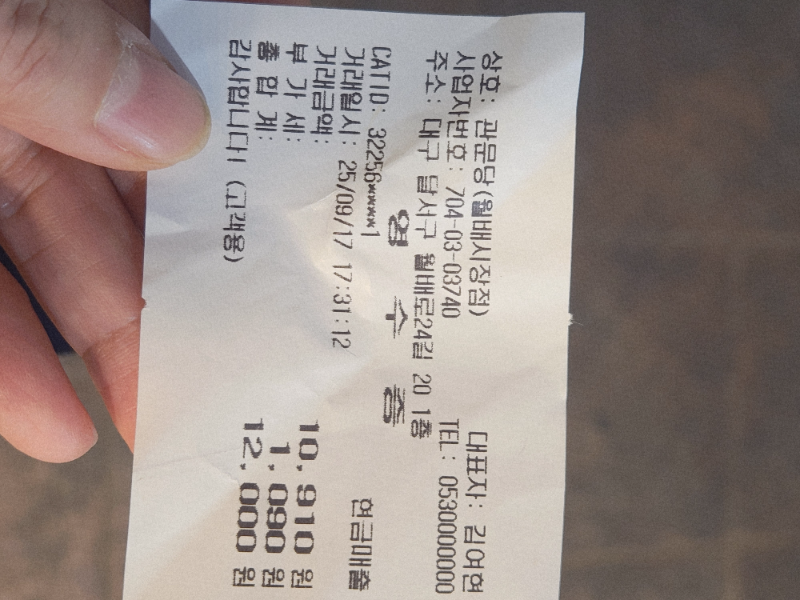 상호: 관문당(월배시장점) 대표자: 김여현
사업자번호: 704-03-03740 TEL: 0530000000
주소: 대구 달서구 월배로24길 20 1층
영 수 증
CATID: 32256****1
거래일시: 25/09/17 17:31:12 현금매출
거래금액: 10,910 원
부 가 세: 1,090 원
총 합 계: 12,000 원
감사합니다! (고객용)